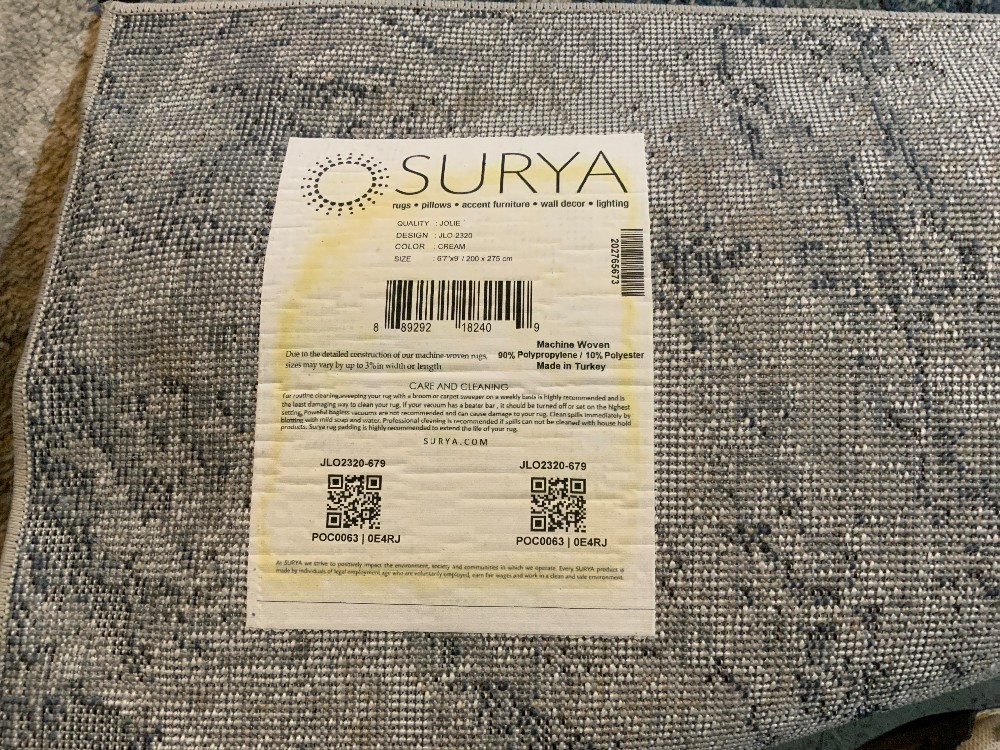 SURYA
rugs • pillows • accent furniture • wall decor • lighting
QUALITY : JOLIE
DESIGN : JLO-2320
COLOR : CREAM
SIZE : 6'7"x9' / 200 x 275 cm
202765673
8 89292 18240 9
Due to the detailed construction of our machine-woven rugs,
sizes may vary by up to 3% in width or length
Machine Woven
90% Polypropylene / 10% Polyester
Made in Turkey
CARE AND CLEANING
For routine cleaning, sweeping your rug with a broom or carpet sweeper on a weekly basis is highly recommended and is
the least damaging way to clean your rug. If your vacuum has a beater bar , it should be turned off or set on the highest
setting. Powerful bagless vacuums are not recommended and can cause damage to your rug. Clean spills immediately by
blotting with mild soap and water. Professional cleaning is recommended if spills can not be cleaned with house hold
products. Surya rug padding is highly recommended to extend the life of your rug.
SURYA.COM
JLO2320-679
POC0063 | 0E4RJ
JLO2320-679
POC0063 | 0E4RJ
At SURYA we strive to positively impact the environment, society and communities in which we operate. Every SURYA product is
made by individuals of legal employment age who are voluntarily employed, earn fair wages and work in a clean and safe environment.